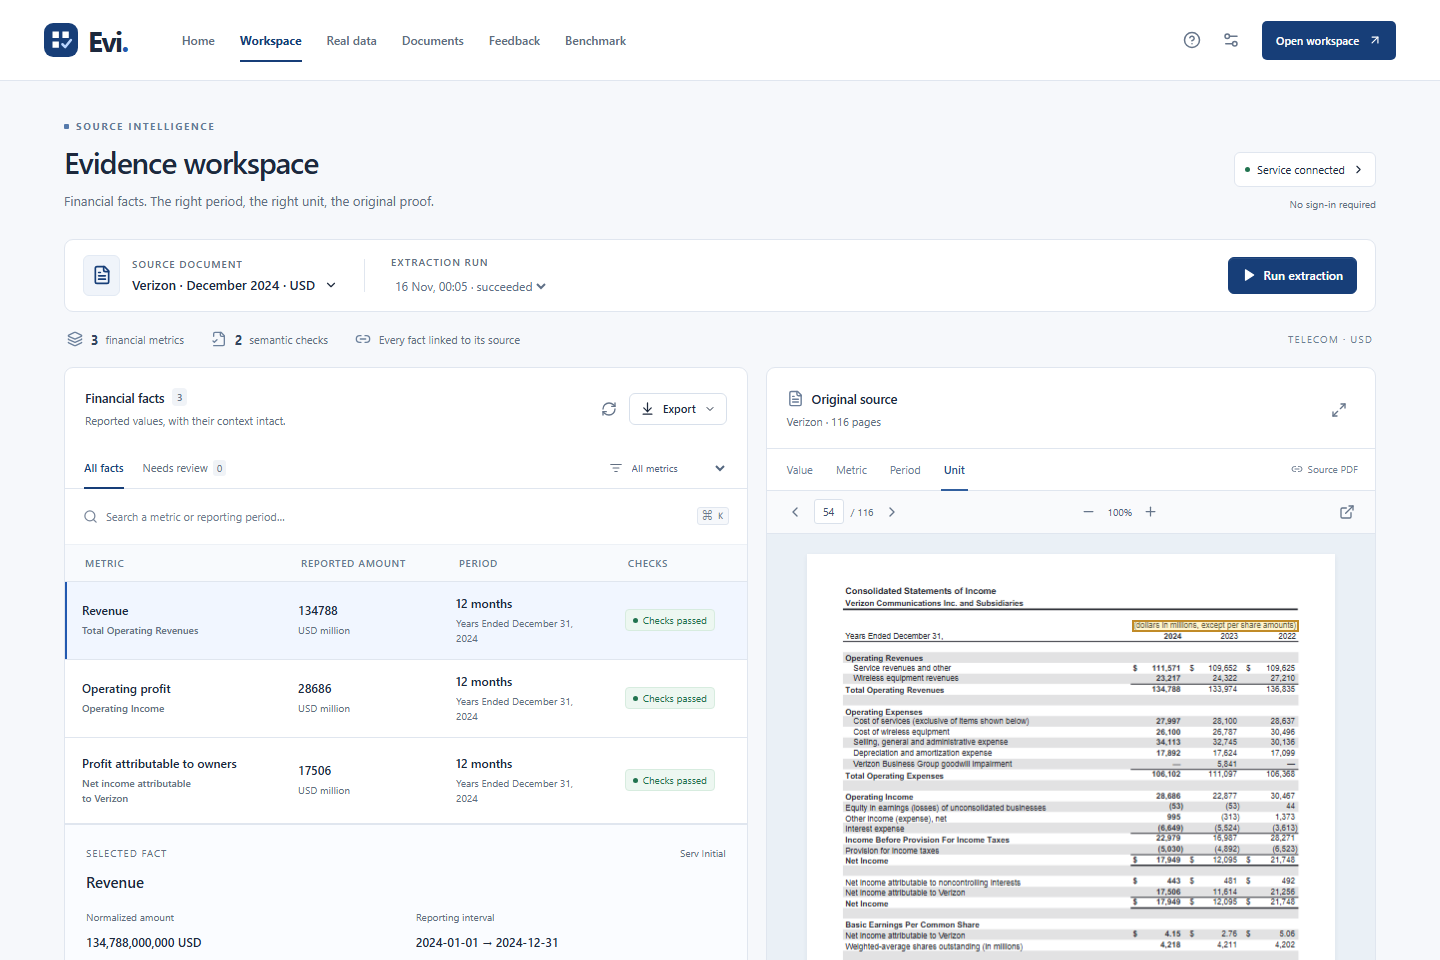 Evi.
Home Workspace Real data Documents Feedback Benchmark
Open workspace
SOURCE INTELLIGENCE
Evidence workspace
Financial facts. The right period, the right unit, the original proof.
Service connected
No sign-in required
SOURCE DOCUMENT
Verizon · December 2024 · USD
EXTRACTION RUN
16 Nov, 00:05 · succeeded
Run extraction
3 financial metrics
2 semantic checks
Every fact linked to its source
TELECOM · USD
Financial facts 3
Reported values, with their context intact.
Export
All facts Needs review 0
All metrics
Search a metric or reporting period...
⌘ K
METRIC REPORTED AMOUNT PERIOD CHECKS
Revenue
Total Operating Revenues
134788
USD million
12 months
Years Ended December 31,
2024
Checks passed
Operating profit
Operating Income
28686
USD million
12 months
Years Ended December 31,
2024
Checks passed
Profit attributable to owners
Net income attributable
to Verizon
17506
USD million
12 months
Years Ended December 31,
2024
Checks passed
SELECTED FACT
Serv Initial
Revenue
Normalized amount
134,788,000,000 USD
Reporting interval
2024-01-01 → 2024-12-31
Original source
Verizon · 116 pages
Value Metric Period Unit
Source PDF
54 / 116
100%
Consolidated Statements of Income
Verizon Communications Inc. and Subsidiaries
(dollars in millions, except per share amounts)
Years Ended December 31, 2024 2023 2022
Operating Revenues
Service revenues and other $ 111,571 $ 109,652 $ 109,625
Wireless equipment revenues 23,217 24,322 27,210
Total Operating Revenues 134,788 133,974 136,835
Operating Expenses
Cost of services (exclusive of items shown below) 27,997 28,100 28,637
Cost of wireless equipment 26,100 26,787 30,496
Selling, general and administrative expense 34,113 32,745 30,136
Depreciation and amortization expense 17,892 17,624 17,099
Verizon Business Group goodwill impairment — 5,841 —
Total Operating Expenses 106,102 111,097 106,368
Operating Income 28,686 22,877 30,467
Equity in earnings (losses) of unconsolidated businesses (53) (53) 44
Other income (expense), net 995 (313) 1,373
Interest expense (6,649) (5,524) (3,613)
Income Before Provision For Income Taxes 22,979 16,987 28,271
Provision for income taxes (5,030) (4,892) (6,523)
Net Income $ 17,949 $ 12,095 $ 21,748
Net income attributable to noncontrolling interests $ 443 $ 481 $ 492
Net income attributable to Verizon 17,506 11,614 21,256
Net Income $ 17,949 $ 12,095 $ 21,748
Basic Earnings Per Common Share
Net income attributable to Verizon $ 4.15 $ 2.76 $ 5.06
Weighted-average shares outstanding (in millions) 4,218 4,211 4,202